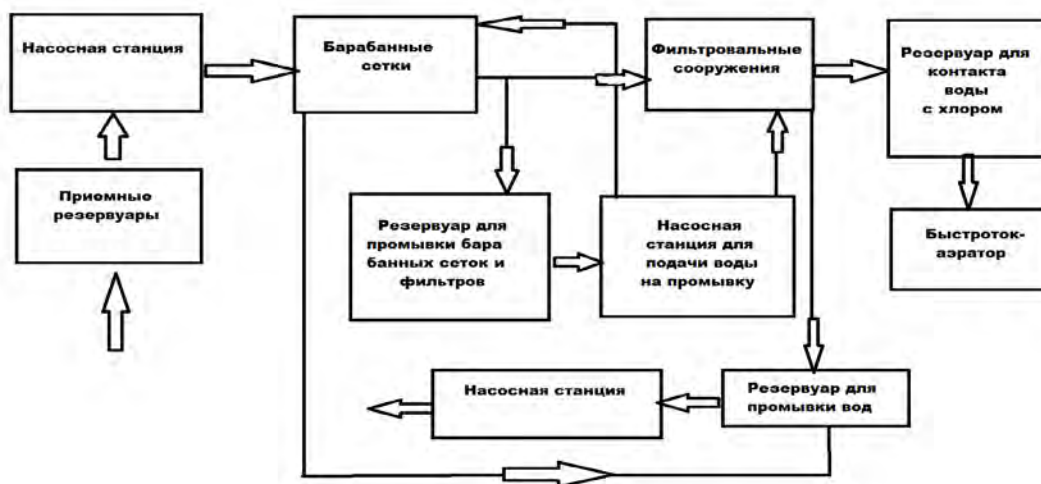 Насосная станция
Барабанные
сетки
Фильтровальные
сооружения
Резервуар для
контакта
воды
с хлором
Приемные
резервуары
Резервуар для
промывки бара
банных сеток и
фильтров
Насосная
станция для
подачи воды
на промывку
Быстроток-
аэратор
Насосная станция
Резервуар для
промывки вод